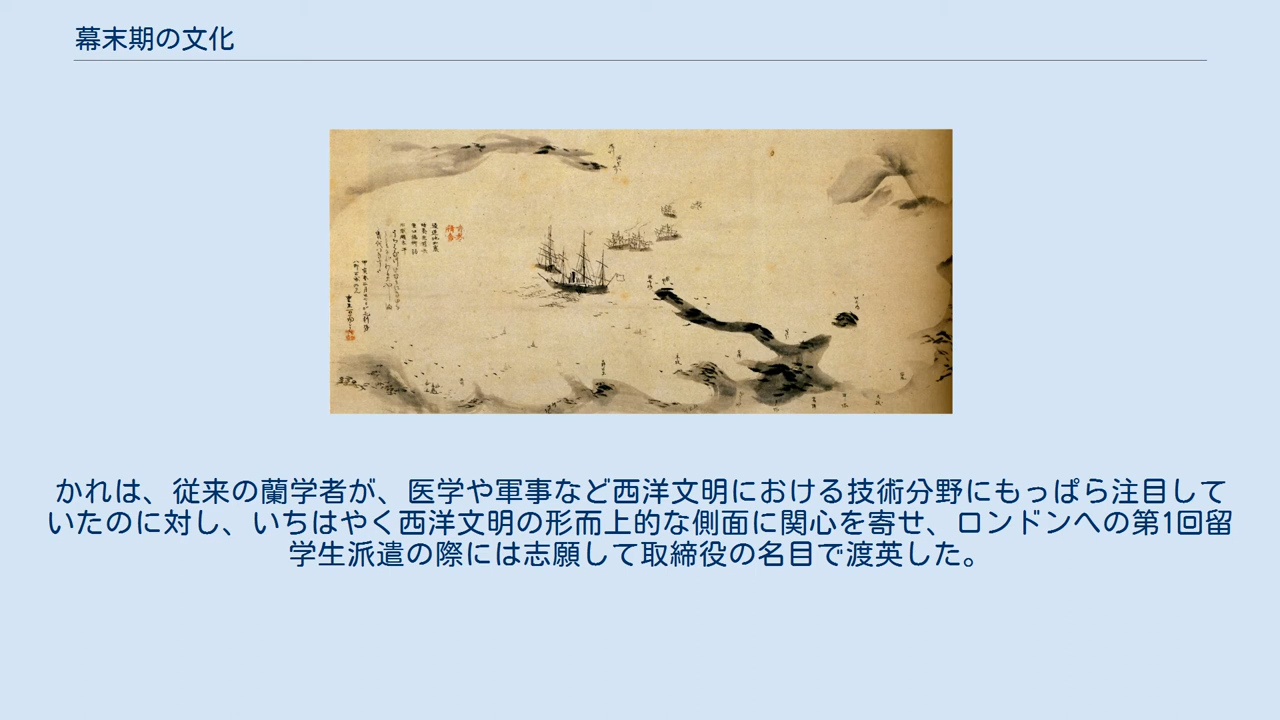 幕末期の文化
かれは、従来の蘭学者が、医学や軍事など西洋文明における技術分野にもっぱら注目して
いたのに対し、いちはやく西洋文明の形而上的な側面に関心を寄せ、ロンドンへの第1回留
学生派遣の際には志願して取締役の名目で渡英した。